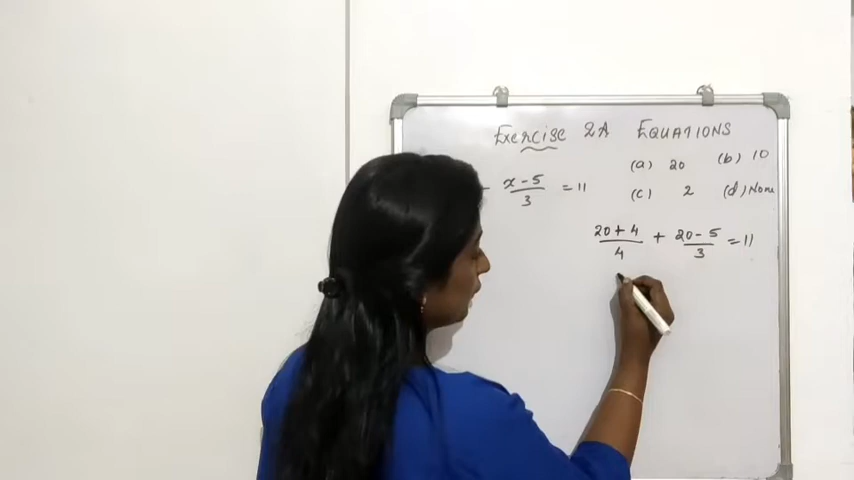 Exercise 2A EQUATIONS
(a) 20 (b) 10
x - 5 / 3 = 11 (c) 2 (d) None
20 + 4 / 4 + 20 - 5 / 3 = 11